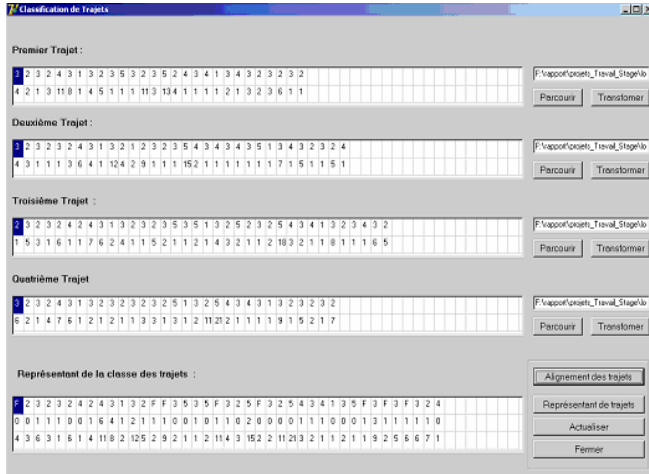 Classification de Trajets
Premier Trajet :
3 2 3 2 4 3 1 3 2 3 5 3 2 3 5 2 4 3 4 1 3 4 3 2 3 2 3 2
4 2 1 3 11 8 1 4 5 1 1 1 11 3 13 4 1 1 1 1 2 1 3 2 3 6 1 1
F:\rapport\projets_Travail_Stage\lo
Parcourir Transformer
Deuxième Trajet :
3 2 3 2 3 2 4 3 1 3 2 1 2 3 2 3 5 4 3 4 3 4 3 5 1 3 4 3 2 3 2 4
4 3 1 1 1 3 6 4 1 12 4 2 9 1 1 1 15 2 1 1 1 1 1 1 1 7 1 5 1 1 5 1
F:\rapport\projets_Travail_Stage\lo
Parcourir Transformer
Troisième Trajet :
2 3 2 3 2 4 2 4 3 1 3 2 3 2 3 5 3 5 1 3 2 5 2 3 2 5 4 3 4 1 3 2 3 4 3 2
1 5 3 1 6 1 1 7 6 2 4 1 1 5 2 1 1 2 1 4 3 2 1 1 2 18 3 2 1 1 8 1 1 1 6 5
F:\rapport\projets_Travail_Stage\lo
Parcourir Transformer
Quatrième Trajet
3 2 3 2 4 3 1 3 2 3 2 3 2 3 2 5 1 3 2 5 4 3 4 3 1 3 2 3 2 3 2
6 2 1 4 7 6 1 2 1 2 1 1 3 3 1 3 1 2 11 21 2 1 1 1 1 9 1 5 2 1 7
F:\rapport\projets_Travail_Stage\lo
Parcourir Transformer
Représentant de la classe des trajets :
F 2 3 2 3 2 4 2 4 3 1 3 2 F F 3 5 3 5 F 3 2 5 F 3 2 5 4 3 4 1 3 5 F 3 F 3 F 3 2 4
0 0 1 1 1 0 0 1 6 4 1 2 1 1 1 0 0 1 0 1 1 0 2 0 0 0 0 1 1 1 0 0 0 1 3 1 1 1 1 1 0
4 3 6 3 1 6 1 4 11 8 2 12 5 2 9 2 1 1 2 11 4 3 15 2 2 11 21 3 2 1 1 2 1 1 9 2 5 6 6 7 1
Alignement des trajets
Représentant de trajets
Actualiser
Fermer